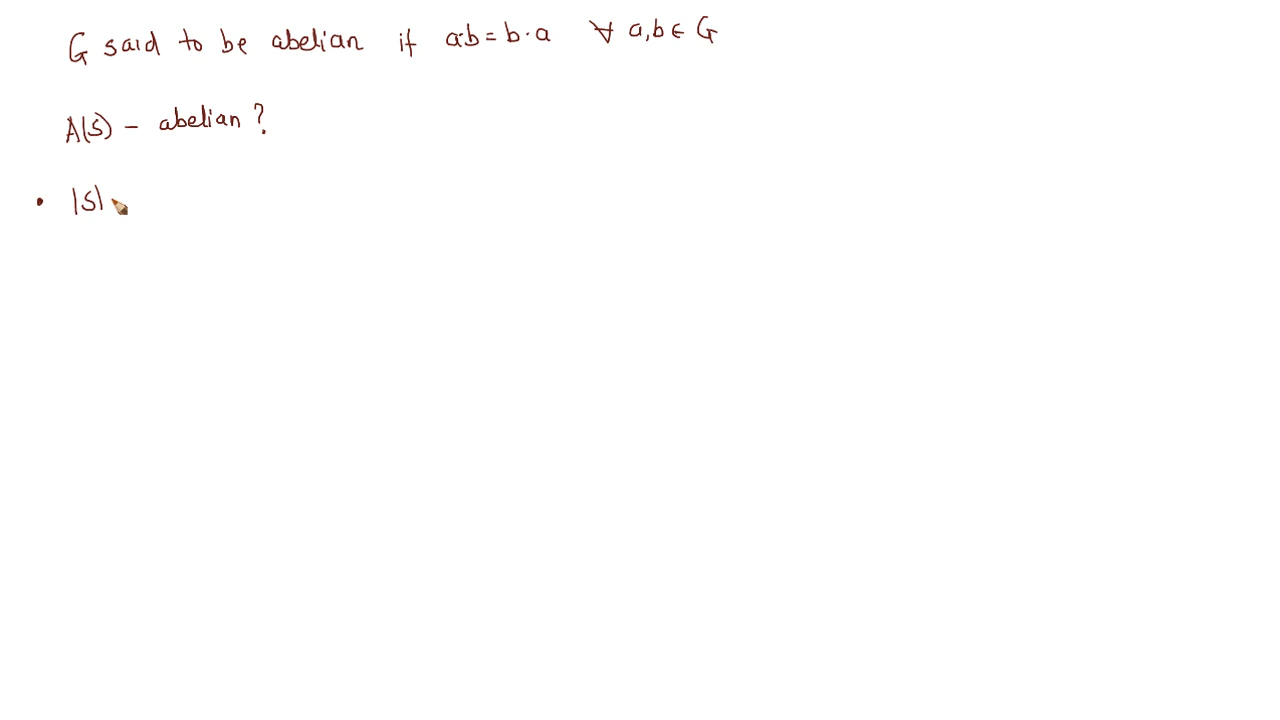 G said to be abelian if a·b = b·a ∀ a,b ∈ G
A(S) – abelian ?
• |S|